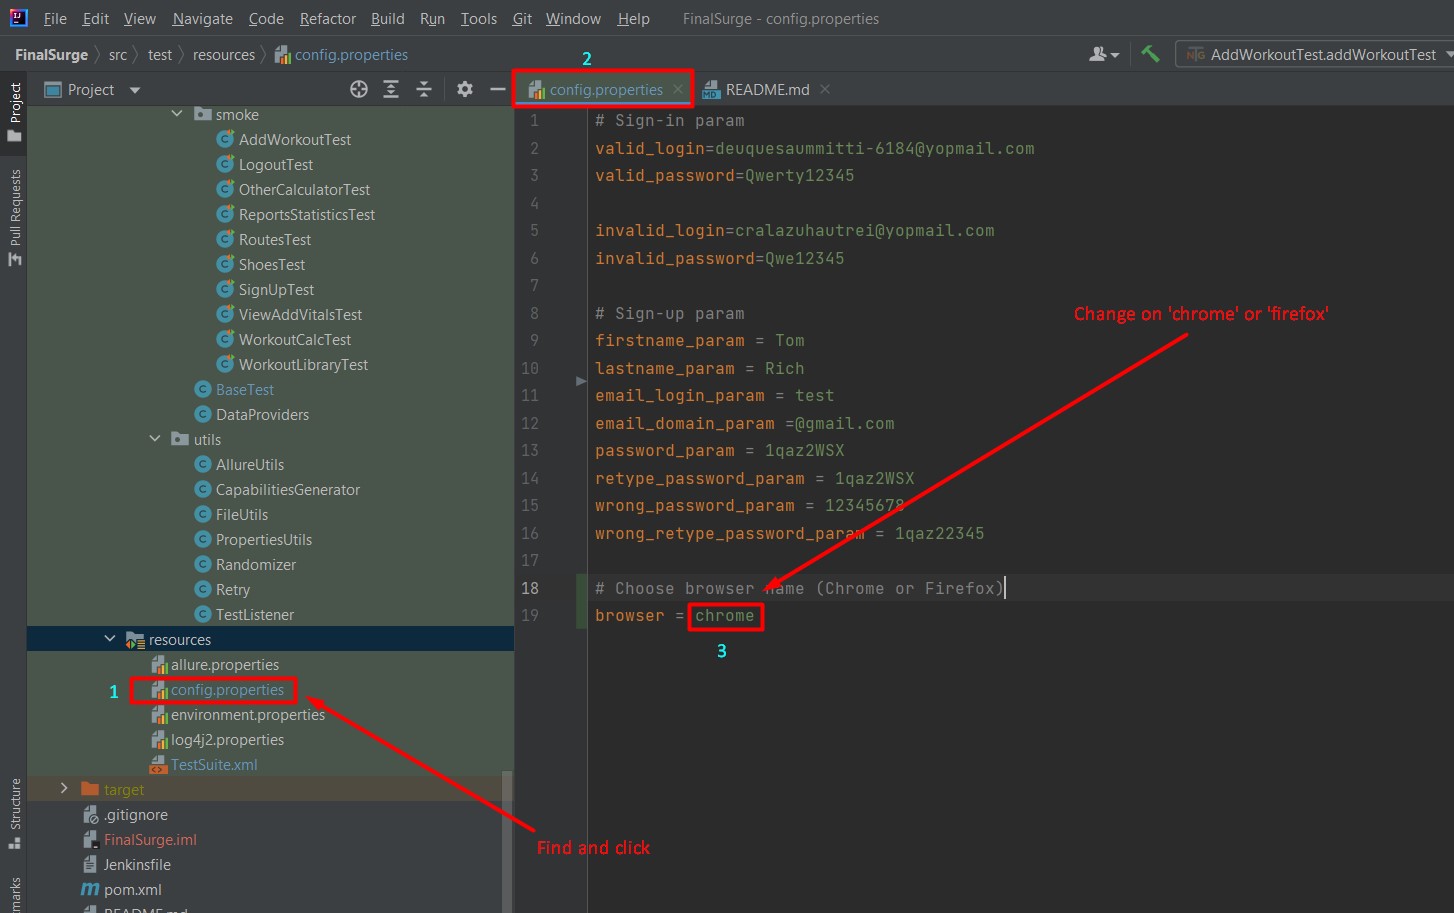 File Edit View Navigate Code Refactor Build Run Tools Git Window Help FinalSurge - config.properties
FinalSurge src test resources config.properties
AddWorkoutTest.addWorkoutTest
2
Project
config.properties
README.md
Project
Pull Requests
Structure
smoke
AddWorkoutTest
LogoutTest
OtherCalculatorTest
ReportsStatisticsTest
RoutesTest
ShoesTest
SignUpTest
ViewAddVitalsTest
WorkoutCalcTest
WorkoutLibraryTest
BaseTest
DataProviders
utils
AllureUtils
CapabilitiesGenerator
FileUtils
PropertiesUtils
Randomizer
Retry
TestListener
resources
allure.properties
1 config.properties
environment.properties
log4j2.properties
TestSuite.xml
target
.gitignore
FinalSurge.iml
Jenkinsfile
pom.xml
README.md
1 # Sign-in param
2 valid_login=deuquesaummitti-6184@yopmail.com
3 valid_password=Qwerty12345
4
5 invalid_login=cralazuhautrei@yopmail.com
6 invalid_password=Qwe12345
7
8 # Sign-up param
9 firstname_param = Tom
10 lastname_param = Rich
11 email_login_param = test
12 email_domain_param =@gmail.com
13 password_param = 1qaz2WSX
14 retype_password_param = 1qaz2WSX
15 wrong_password_param = 12345678
16 wrong_retype_password_param = 1qaz22345
17
18 # Choose browser name (Chrome or Firefox)
19 browser = chrome
3
Change on 'chrome' or 'firefox'
Find and click